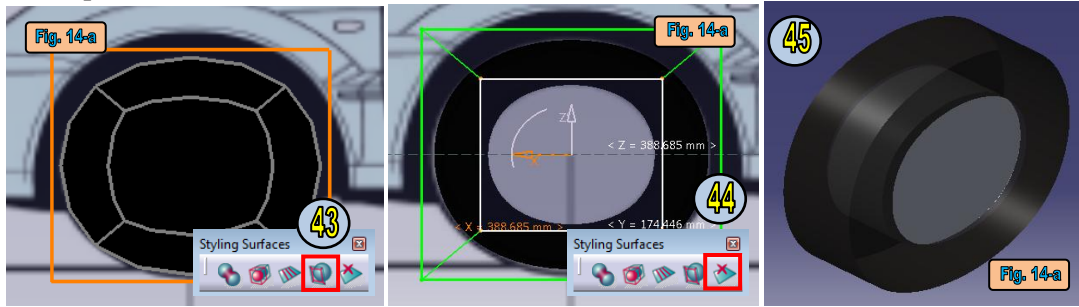 Fig. 14-a
43
Styling Surfaces
Fig. 14-a
Z
< Z = 388.685 mm >
44
< X = 388.685 mm >
< Y = 174.446 mm >
Styling Surfaces
45
Fig. 14-a